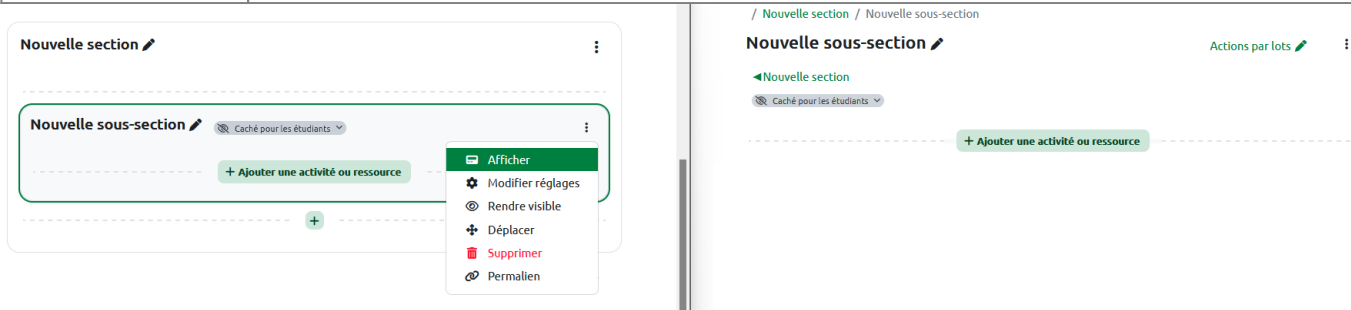 Nouvelle section
Nouvelle sous-section
Caché pour les étudiants
+ Ajouter une activité ou ressource
+
Afficher
Modifier réglages
Rendre visible
Déplacer
Supprimer
Permalien
/ Nouvelle section / Nouvelle sous-section
Nouvelle sous-section
Actions par lots
◄Nouvelle section
Caché pour les étudiants
+ Ajouter une activité ou ressource